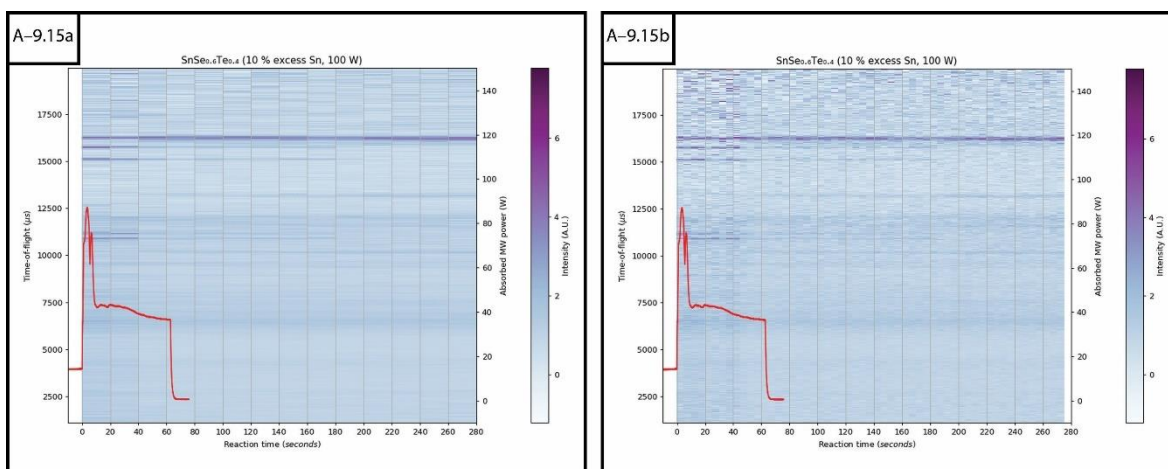 A–9.15a
SnSe₀.₆Te₀.₄ (10 % excess Sn, 100 W)
17500
15000
12500
10000
7500
5000
2500
Time-of-flight (μs)
0 20 40 60 80 100 120 140 160 180 200 220 240 260 280
Reaction time (seconds)
140
120
100
80
60
40
20
0
Absorbed MW power (W)
6
4
2
0
Intensity (A.U.)
A–9.15b
SnSe₀.₆Te₀.₄ (10 % excess Sn, 100 W)
17500
15000
12500
10000
7500
5000
2500
Time-of-flight (μs)
0 20 40 60 80 100 120 140 160 180 200 220 240 260 280
Reaction time (seconds)
140
120
100
80
60
40
20
0
Absorbed MW power (W)
6
4
2
0
Intensity (A.U.)